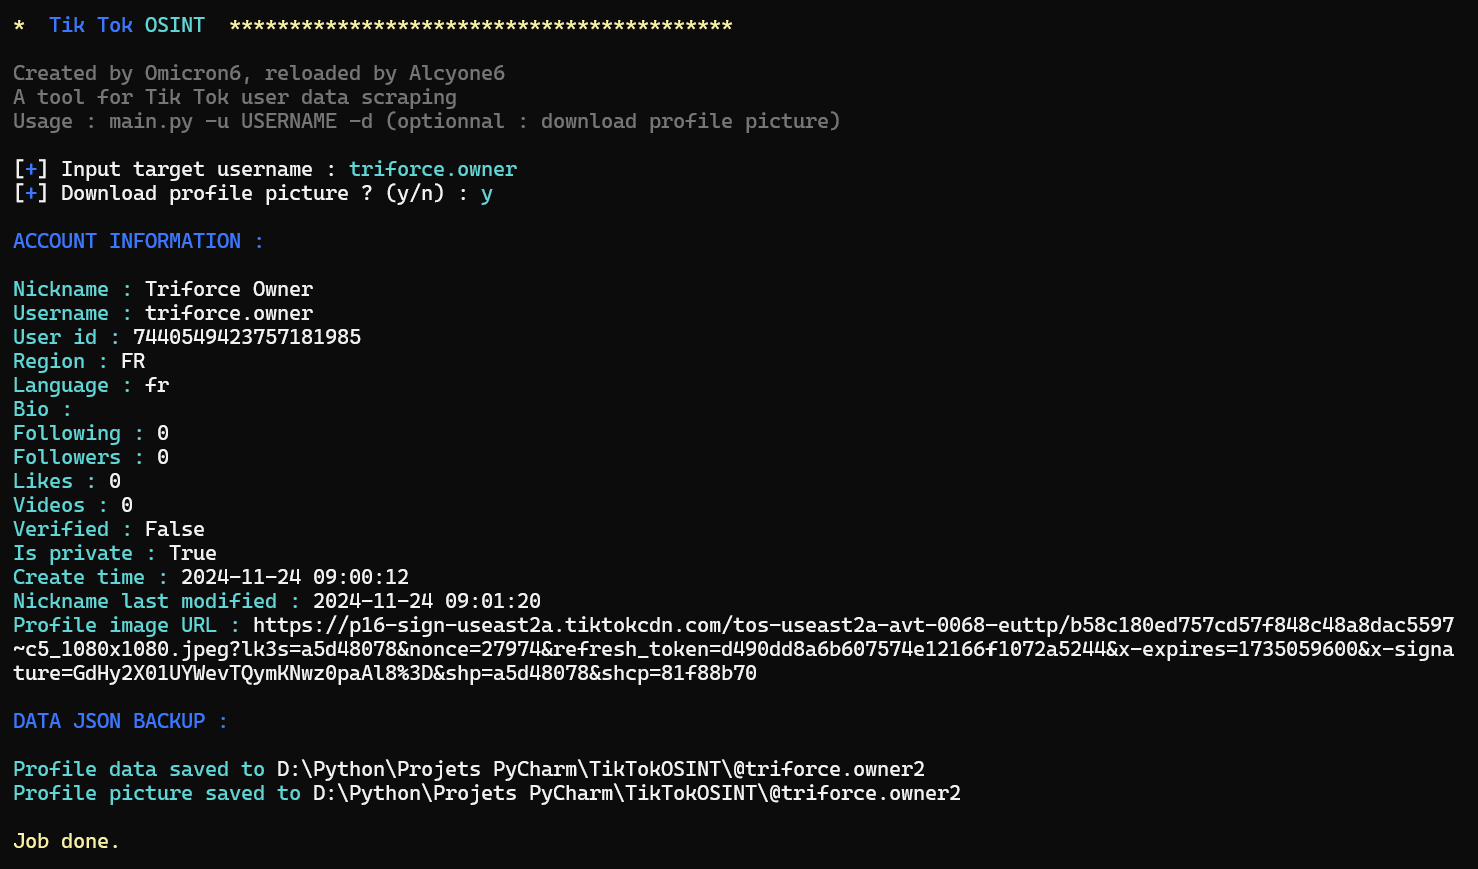 *  Tik Tok OSINT  ******************************************
Created by Omicron6, reloaded by Alcyone6
A tool for Tik Tok user data scraping
Usage : main.py -u USERNAME -d (optionnal : download profile picture)
[+] Input target username : triforce.owner
[+] Download profile picture ? (y/n) : y
ACCOUNT INFORMATION :
Nickname : Triforce Owner
Username : triforce.owner
User id : 7440549423757181985
Region : FR
Language : fr
Bio :
Following : 0
Followers : 0
Likes : 0
Videos : 0
Verified : False
Is private : True
Create time : 2024-11-24 09:00:12
Nickname last modified : 2024-11-24 09:01:20
Profile image URL : https://p16-sign-useast2a.tiktokcdn.com/tos-useast2a-avt-0068-euttp/b58c180ed757cd57f848c48a8dac5597
~c5_1080x1080.jpeg?lk3s=a5d48078&nonce=27974&refresh_token=d490dd8a6b607574e12166f1072a5244&x-expires=1735059600&x-signa
ture=GdHy2X01UYWevTQymKNwz0paAl8%3D&shp=a5d48078&shcp=81f88b70
DATA JSON BACKUP :
Profile data saved to D:\Python\Projets PyCharm\TikTokOSINT\@triforce.owner2
Profile picture saved to D:\Python\Projets PyCharm\TikTokOSINT\@triforce.owner2
Job done.